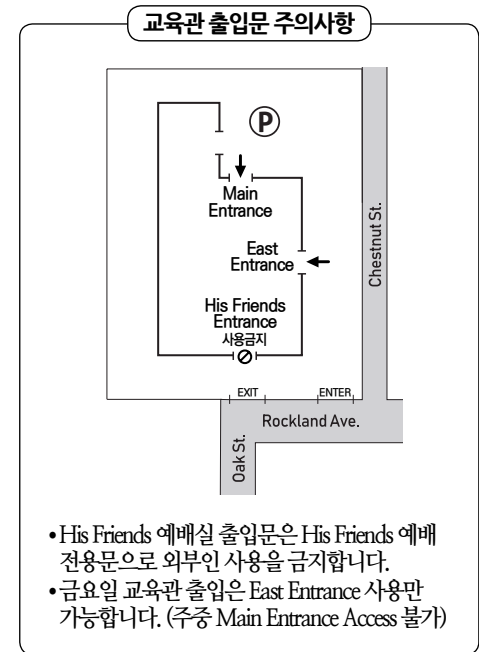 교육관 출입문 주의사항
P
Main
Entrance
East
Entrance
His Friends
Entrance
사용금지
Chestnut St.
EXIT
ENTER
Rockland Ave.
Oak St.
•His Friends 예배실 출입문은 His Friends 예배
전용문으로 외부인 사용을 금지합니다.
•금요일 교육관 출입은 East Entrance 사용만
가능합니다. (주중 Main Entrance Access 불가)